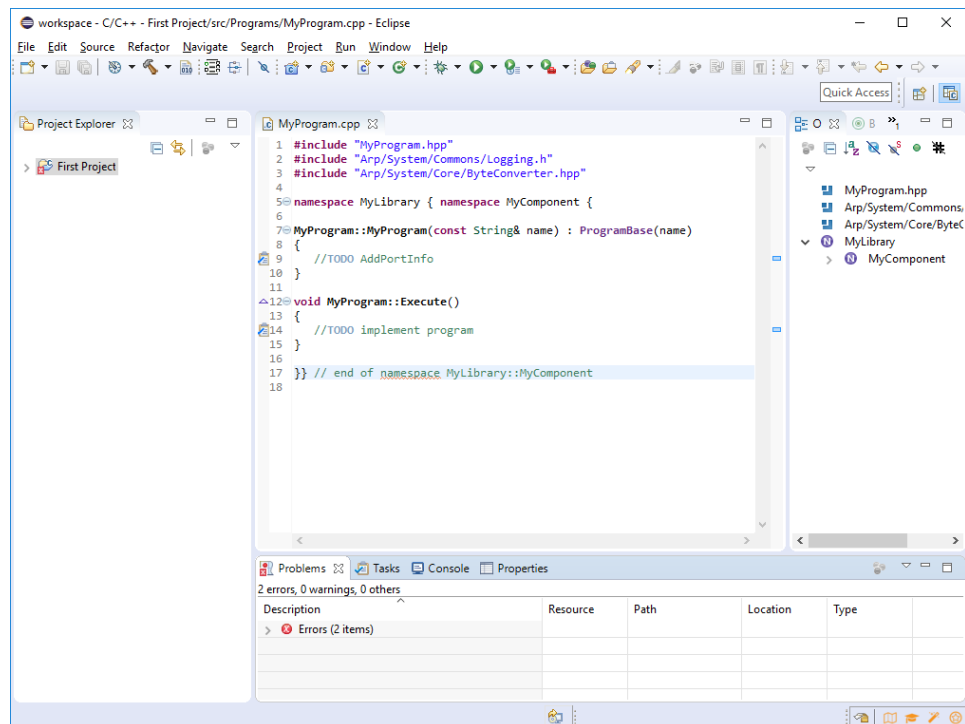 workspace - C/C++ - First Project/src/Programs/MyProgram.cpp - Eclipse
File Edit Source Refactor Navigate Search Project Run Window Help
Quick Access
Project Explorer
First Project
MyProgram.cpp
1 #include "MyProgram.hpp"
2 #include "Arp/System/Commons/Logging.h"
3 #include "Arp/System/Core/ByteConverter.hpp"
4
5 namespace MyLibrary { namespace MyComponent {
6
7 MyProgram::MyProgram(const String& name) : ProgramBase(name)
8 {
9 //TODO AddPortInfo
10 }
11
12 void MyProgram::Execute()
13 {
14 //TODO implement program
15 }
16
17 }} // end of namespace MyLibrary::MyComponent
18
O B 1
MyProgram.hpp
Arp/System/Commons/
Arp/System/Core/ByteC
MyLibrary
MyComponent
Problems Tasks Console Properties
2 errors, 0 warnings, 0 others
Description Resource Path Location Type
Errors (2 items)